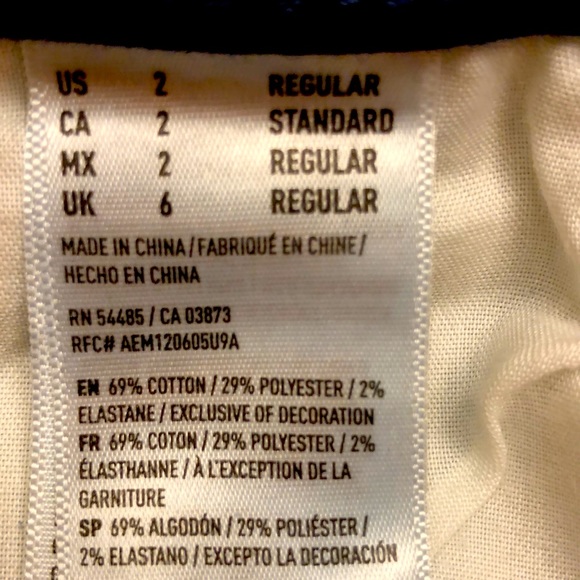 US 2 REGULAR
CA 2 STANDARD
MX 2 REGULAR
UK 6 REGULAR
MADE IN CHINA/FABRIQUÉ EN CHINE/
HECHO EN CHINA
RN 54485 / CA 03873
RFC# AEM120605U9A
EN 69% COTTON / 29% POLYESTER / 2%
ELASTANE / EXCLUSIVE OF DECORATION
FR 69% COTON / 29% POLYESTER / 2%
ÉLASTHANNE / À L'EXCEPTION DE LA
GARNITURE
SP 69% ALGODÓN / 29% POLIÉSTER /
2% ELASTANO / EXCEPTO LA DECORACIÓN